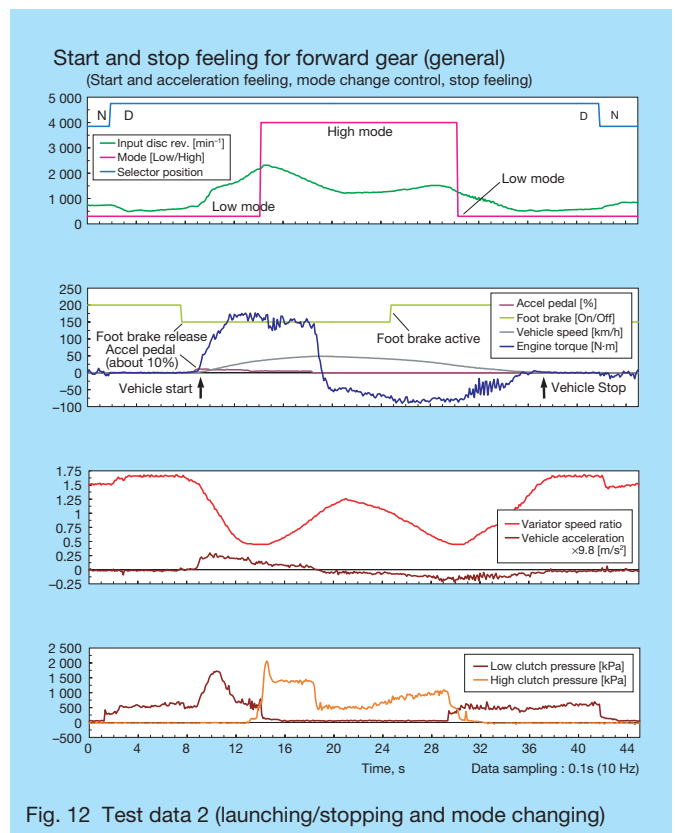 Start and stop feeling for forward gear (general)
(Start and acceleration feeling, mode change control, stop feeling)
5 000
4 000
3 000
2 000
1 000
0
N
D
D
N
High mode
Input disc rev. [min⁻¹]
Mode [Low/High]
Selector position
Low mode
Low mode
250
200
150
100
50
0
−50
−100
Accel pedal [%]
Foot brake [On/Off]
Vehicle speed [km/h]
Engine torque [N·m]
Foot brake release
Accel pedal
(about 10%)
Foot brake active
Vehicle start
Vehicle Stop
1.75
1.5
1.25
1.0
0.75
0.5
0.25
0
−0.25
Variator speed ratio
Vehicle acceleration
×9.8 [m/s²]
2 500
2 000
1 500
1 000
500
0
−500
Low clutch pressure [kPa]
High clutch pressure [kPa]
0 4 8 12 16 20 24 28 32 36 40 44
Time, s
Data sampling : 0.1s (10 Hz)
Fig. 12 Test data 2 (launching/stopping and mode changing)